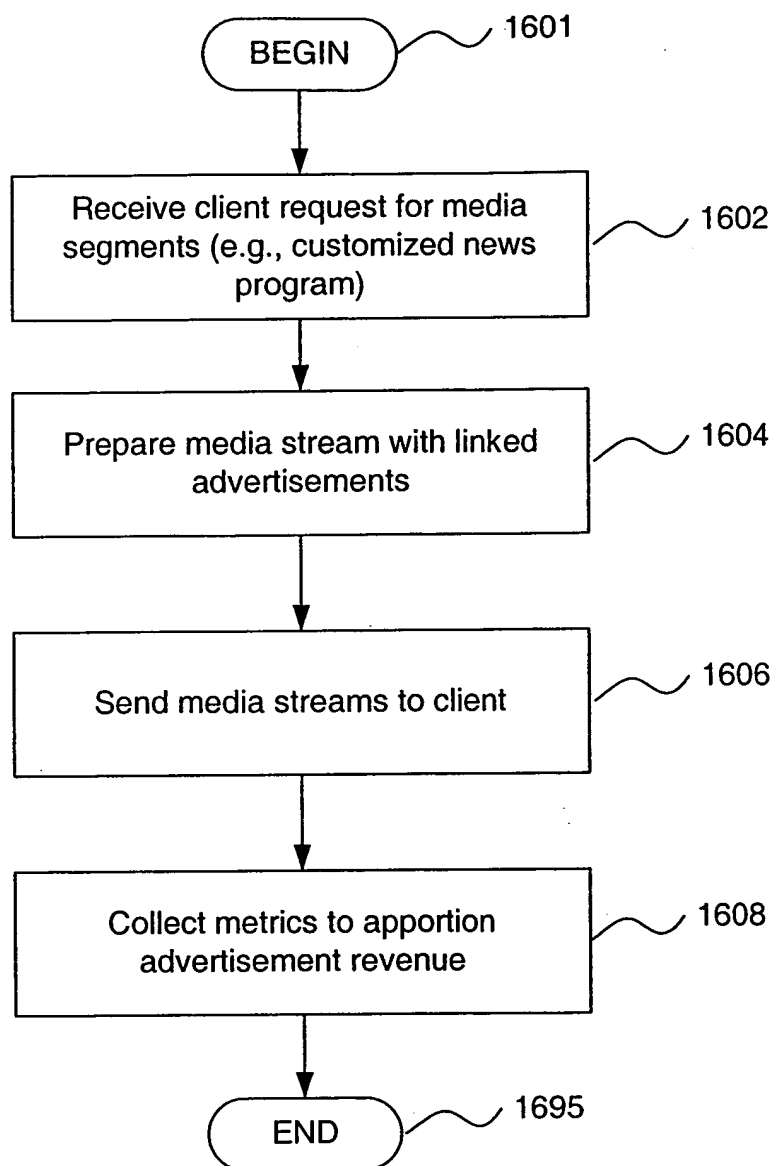 BEGIN
1601
Receive client request for media
segments (e.g., customized news
program)
1602
Prepare media stream with linked
advertisements
1604
Send media streams to client
1606
Collect metrics to apportion
advertisement revenue
1608
END
1695